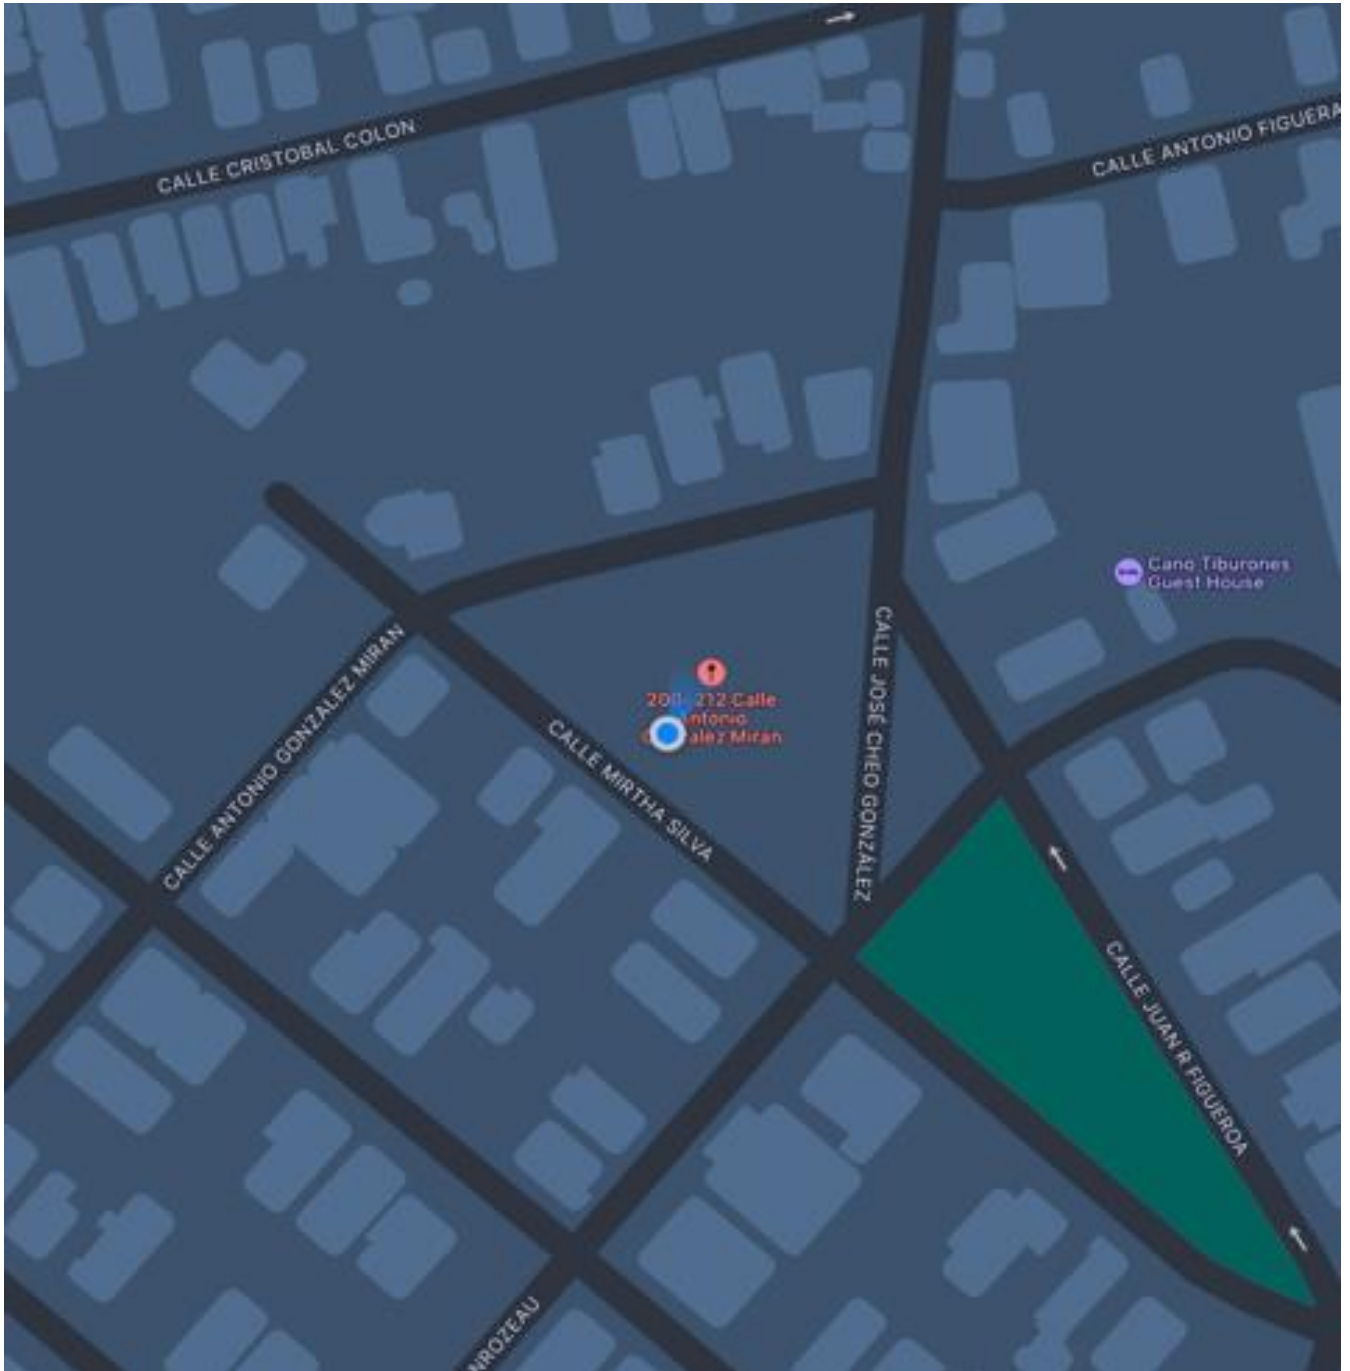 CALLE CRISTOBAL COLON
CALLE ANTONIO FIGUERA
Cano Tiburones
Guest House
CALLE ANTONIO GONZALEZ MIRAN
CALLE JOSÉ CHEO GONZÁLEZ
212 Calle
alez Miran
CALLE MIRTHA SILVA
CALLE JUAN R FIGUEROA
NROZEAU